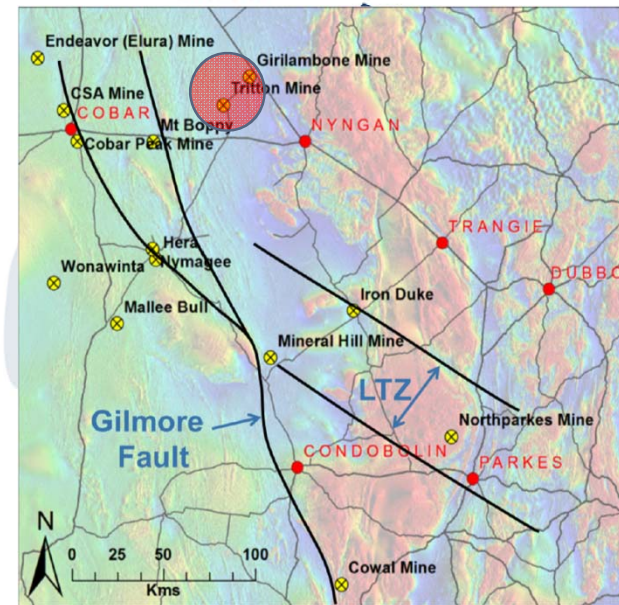 Endeavor (Elura) Mine
Girilambone Mine
CSA Mine
Tritton Mine
COBAR
Mt Boppy
NYNGAN
Cobar Peak Mine
TRANGIE
Hera
Nymagee
Wonawinta
DUBBO
Iron Duke
Mallee Bull
Mineral Hill Mine
LTZ
Gilmore
Fault
Northparkes Mine
CONDOBOLIN
PARKES
N
0 25 50 100
Kms
Cowal Mine